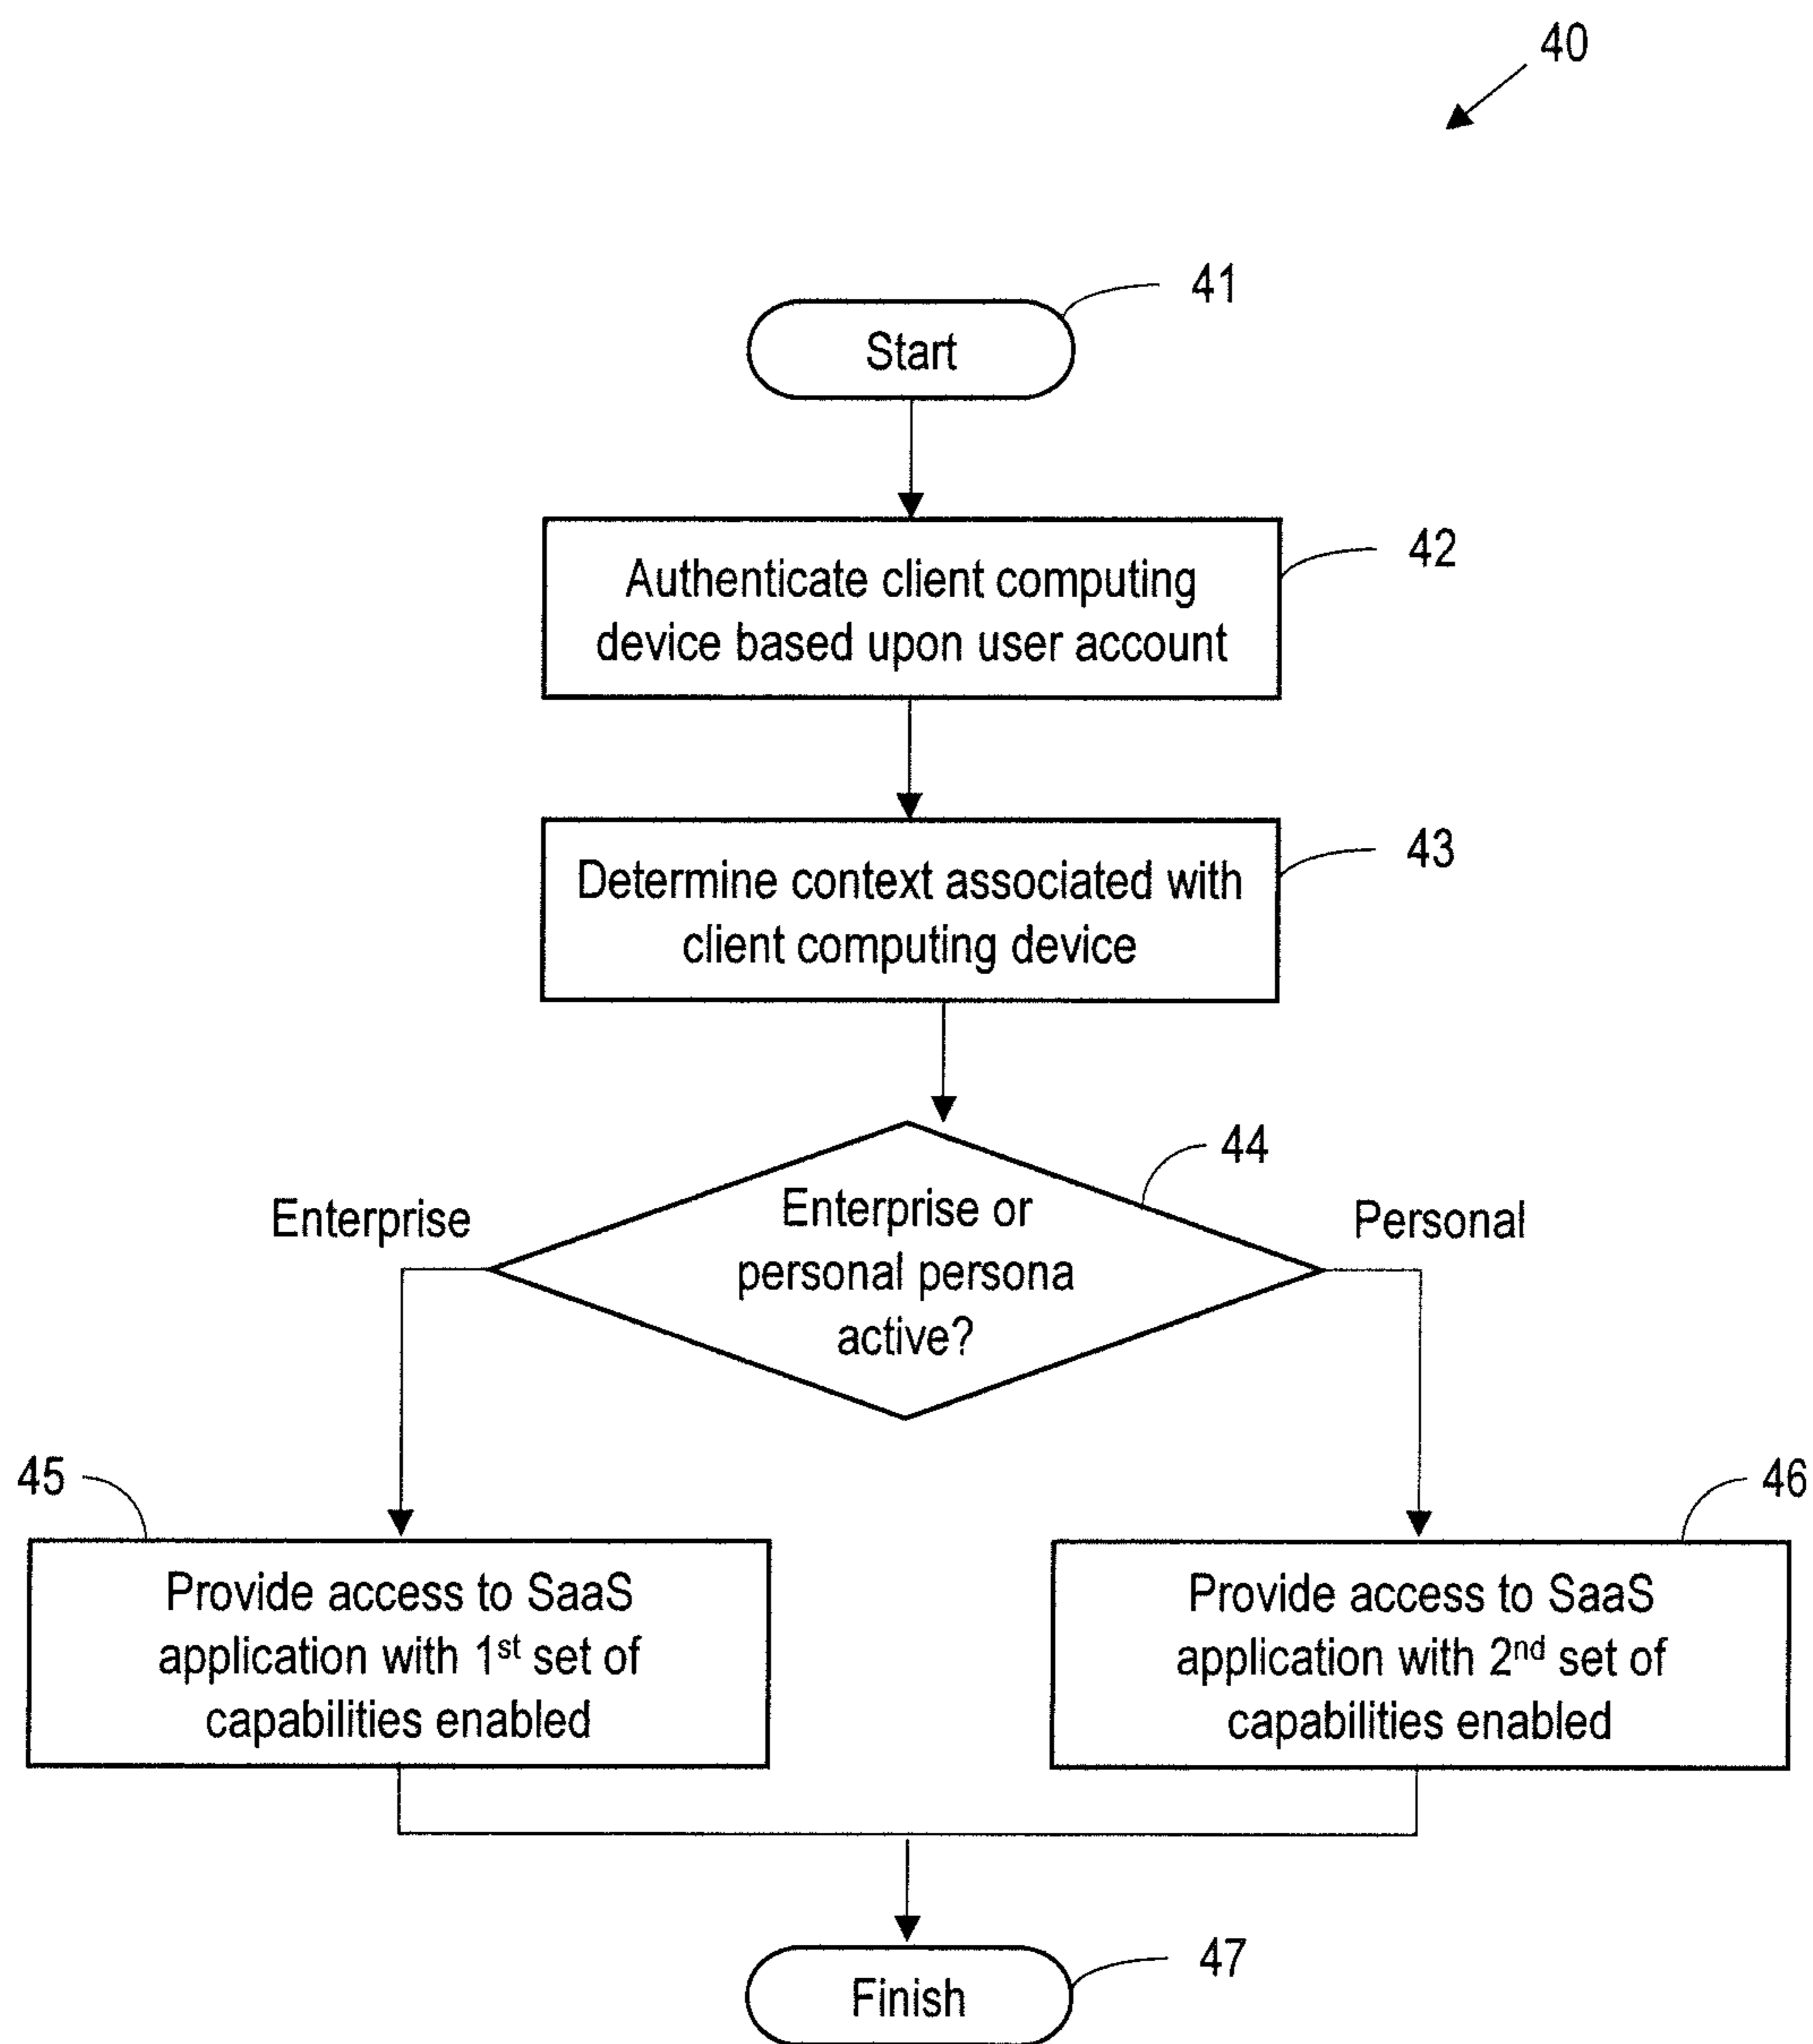 40
41
Start
42
Authenticate client computing
device based upon user account
43
Determine context associated with
client computing device
44
Enterprise
Enterprise or
personal persona
active?
Personal
45
Provide access to SaaS
application with 1st set of
capabilities enabled
46
Provide access to SaaS
application with 2nd set of
capabilities enabled
47
Finish